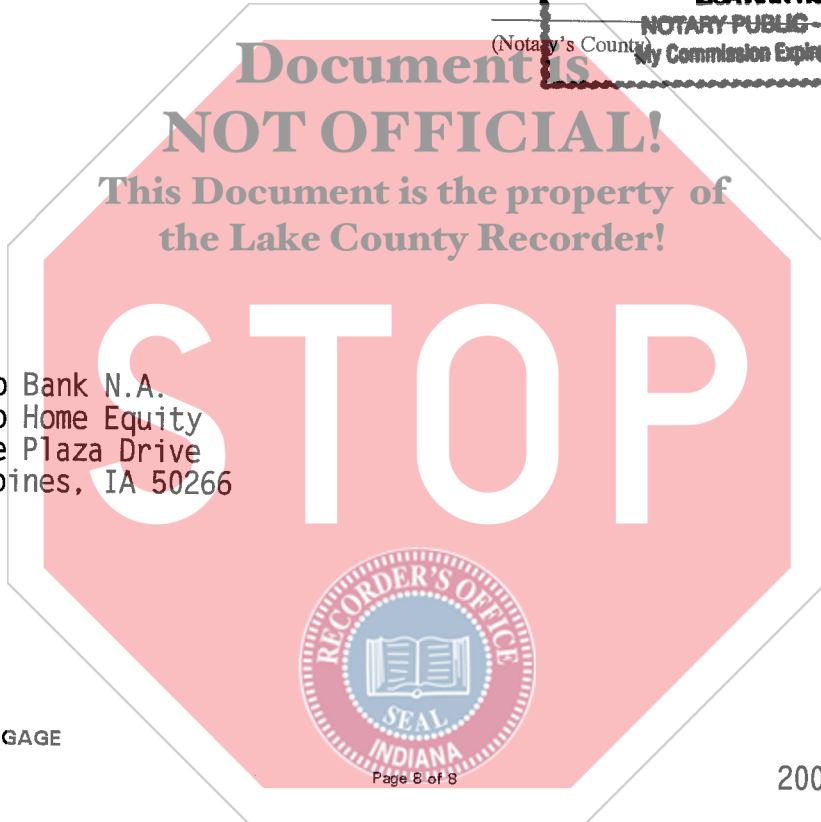 NOTARY PUBLIC -
(Notary's County)
My Commission Expire
Document is
NOT OFFICIAL!
This Document is the property of
the Lake County Recorder!
STOP
o Bank N.A.
o Home Equity
e Plaza Drive
oines, IA 50266
RECORDER'S OFFICE
SEAL
INDIANA
GAGE
Page 8 of 8
200